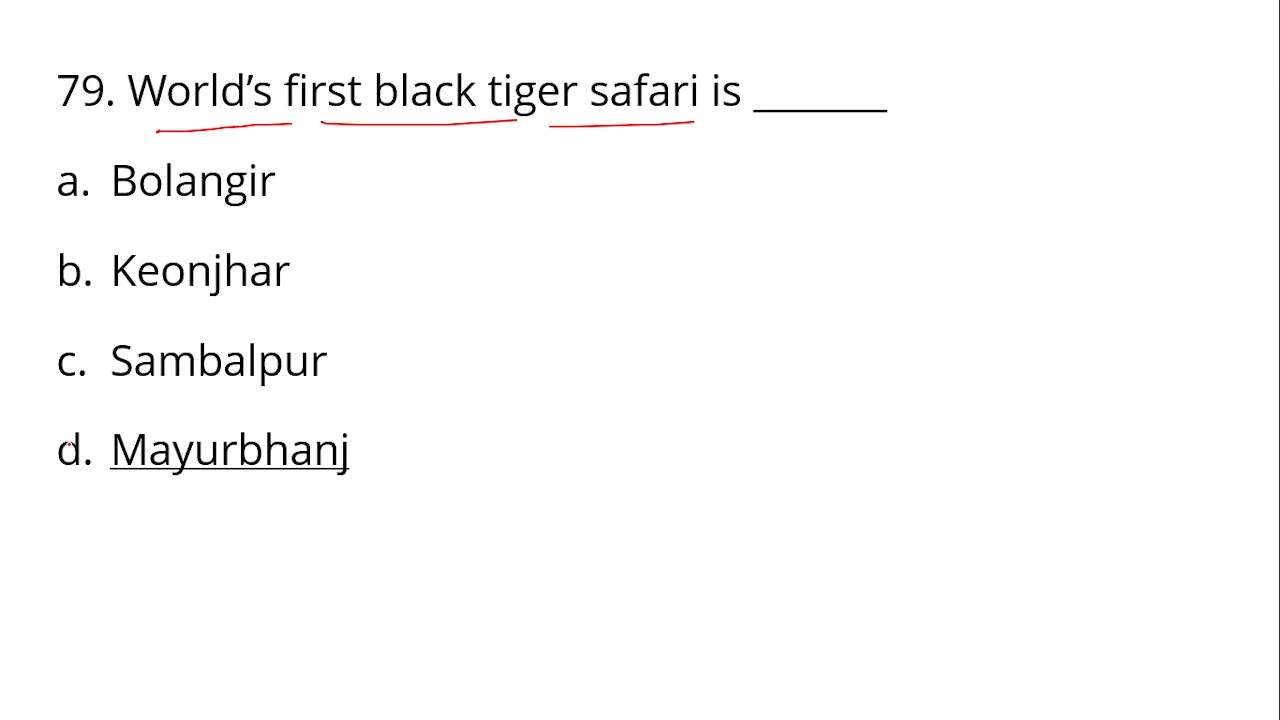 79. World’s first black tiger safari is _______
a. Bolangir
b. Keonjhar
c. Sambalpur
d. Mayurbhanj